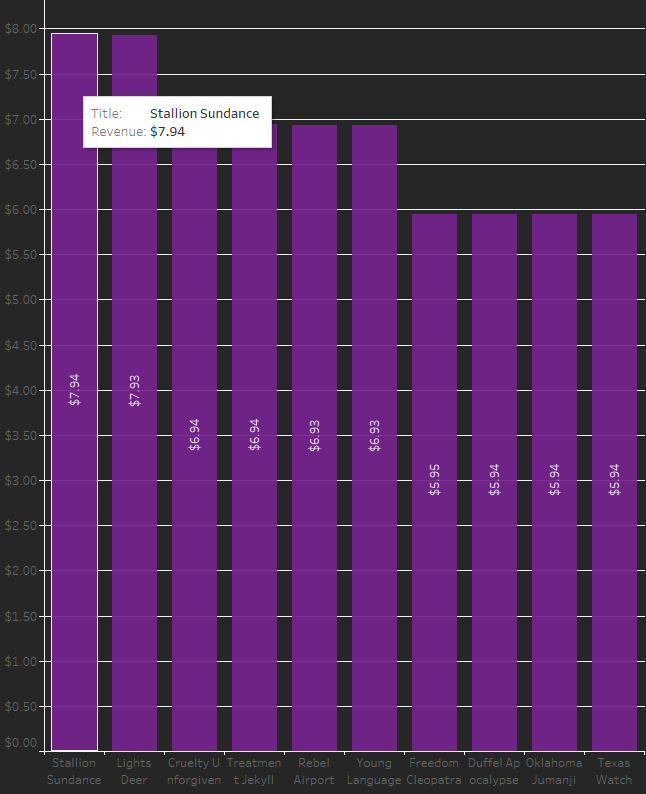 $8.00
$7.50
$7.00
$6.50
$6.00
$5.50
$5.00
$4.50
$4.00
$3.50
$3.00
$2.50
$2.00
$1.50
$1.00
$0.50
$0.00
Title: Stallion Sundance
Revenue: $7.94
$7.94
$7.93
$6.94
$6.94
$6.93
$6.93
$5.95
$5.94
$5.94
$5.94
Stallion
Sundance
Lights
Deer
Cruelty U
nforgiven
Treatmen
t Jekyll
Rebel
Airport
Young
Language
Freedom
Cleopatra
Duffel Ap
ocalypse
Oklahoma
Jumanji
Texas
Watch